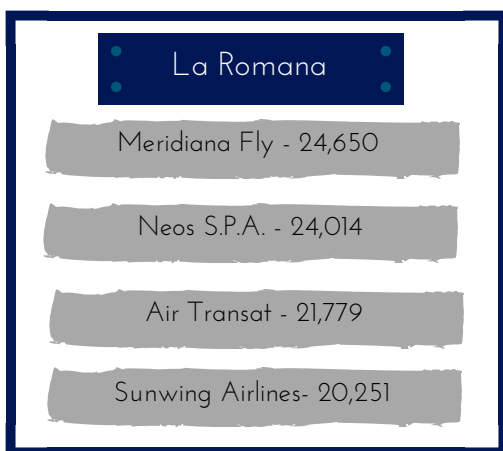 La Romana
Meridiana Fly - 24,650
Neos S.P.A. - 24,014
Air Transat - 21,779
Sunwing Airlines- 20,251